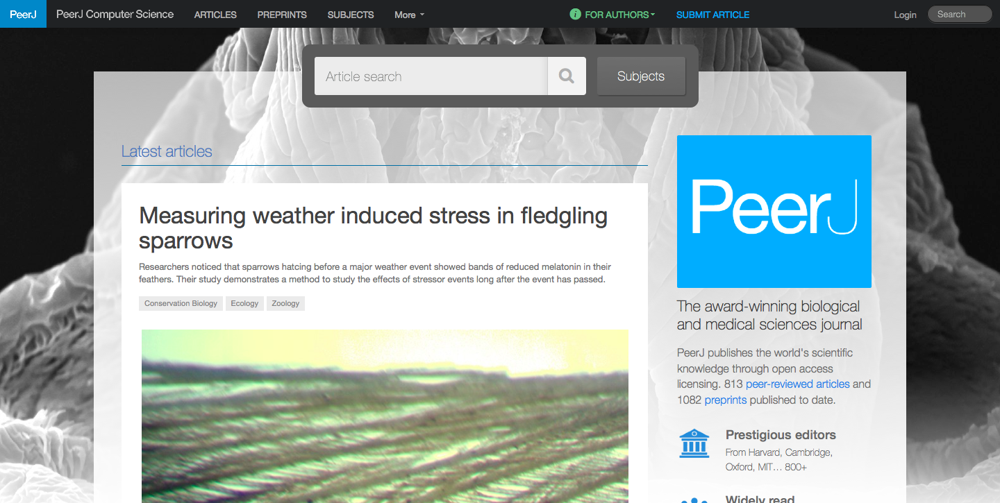 PeerJ PeerJ Computer Science ARTICLES PREPRINTS SUBJECTS More i FOR AUTHORS SUBMIT ARTICLE Login Search
Article search Subjects
Latest articles
Measuring weather induced stress in fledgling
sparrows
Researchers noticed that sparrows hatcing before a major weather event showed bands of reduced melatonin in their
feathers. Their study demonstrates a method to study the effects of stressor events long after the event has passed.
Conservation Biology Ecology Zoology
PeerJ
The award-winning biological
and medical sciences journal
PeerJ publishes the world's scientific
knowledge through open access
licensing. 813 peer-reviewed articles and
1082 preprints published to date.
Prestigious editors
From Harvard, Cambridge,
Oxford, MIT… 800+
Widely read